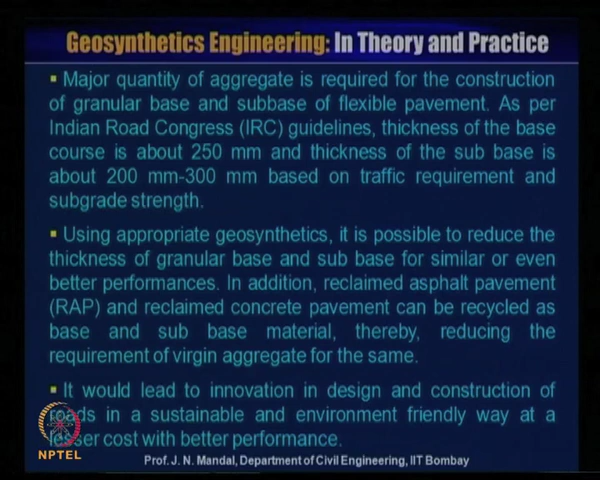 Geosynthetics Engineering: In Theory and Practice
▪ Major quantity of aggregate is required for the construction
of granular base and subbase of flexible pavement. As per
Indian Road Congress (IRC) guidelines, thickness of the base
course is about 250 mm and thickness of the sub base is
about 200 mm-300 mm based on traffic requirement and
subgrade strength.
▪ Using appropriate geosynthetics, it is possible to reduce the
thickness of granular base and sub base for similar or even
better performances. In addition, reclaimed asphalt pavement
(RAP) and reclaimed concrete pavement can be recycled as
base and sub base material, thereby, reducing the
requirement of virgin aggregate for the same.
▪ It would lead to innovation in design and construction of
roads in a sustainable and environment friendly way at a
lesser cost with better performance.
NPTEL
Prof. J. N. Mandal, Department of Civil Engineering, IIT Bombay